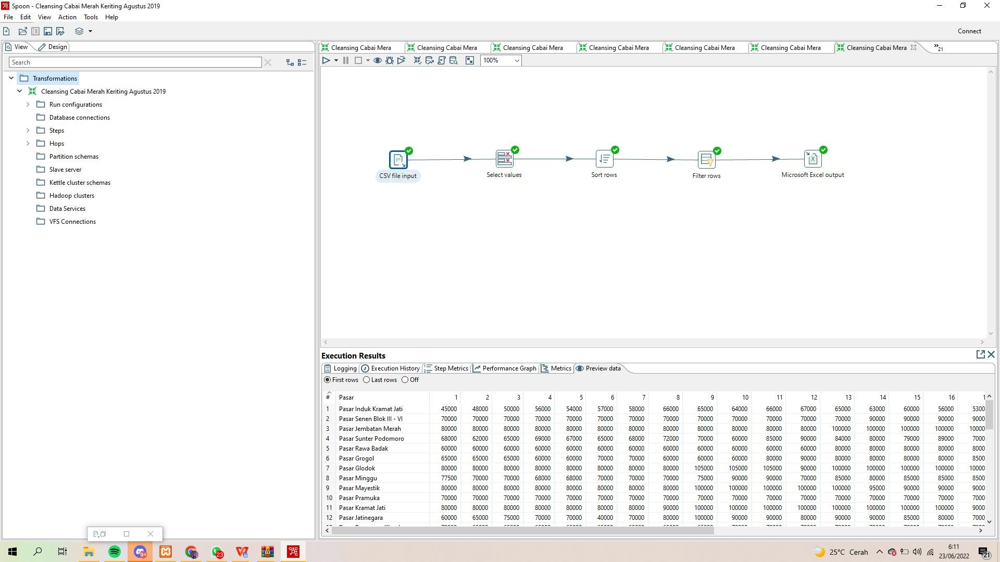 Spoon - Cleansing Cabai Merah Keriting Agustus 2019
File Edit View Action Tools Help
Connect
View Design
Search
Transformations
Cleansing Cabai Merah Keriting Agustus 2019
Run configurations
Database connections
Steps
Hops
Partition schemas
Slave server
Kettle cluster schemas
Hadoop clusters
Data Services
VFS Connections
Cleansing Cabai Mera Cleansing Cabai Mera Cleansing Cabai Mera Cleansing Cabai Mera Cleansing Cabai Mera Cleansing Cabai Mera Cleansing Cabai Mera »21
100%
CSV file input Select values Sort rows Filter rows Microsoft Excel output
Execution Results
Logging Execution History Step Metrics Performance Graph Metrics Preview data
First rows Last rows Off
# Pasar 1 2 3 4 5 6 7 8 9 10 11 12 13 14 15 16 1
1 Pasar Induk Kramat Jati 45000 48000 50000 56000 54000 57000 58000 66000 65000 64000 66000 67000 65000 63000 60000 56000 5300
2 Pasar Senen Blok III - VI 70000 70000 70000 70000 70000 70000 70000 70000 70000 70000 70000 70000 70000 90000 90000 90000 9000
3 Pasar Jembatan Merah 80000 80000 80000 80000 80000 80000 80000 80000 80000 80000 80000 80000 100000 100000 100000 100000 10000
4 Pasar Sunter Podomoro 68000 62000 65000 69000 67000 65000 68000 72000 70000 60000 85000 90000 84000 80000 79000 89000 7000
5 Pasar Rawa Badak 60000 60000 60000 60000 60000 60000 60000 60000 60000 60000 60000 60000 80000 80000 80000 80000 8000
6 Pasar Grogol 65000 65000 65000 60000 60000 70000 70000 60000 60000 60000 80000 90000 80000 80000 80000 80000 8500
7 Pasar Glodok 80000 80000 80000 80000 80000 80000 80000 80000 105000 105000 105000 90000 100000 100000 100000 100000 10000
8 Pasar Minggu 77500 70000 70000 68000 68000 70000 70000 70000 75000 90000 90000 70000 85000 80000 85000 85000 8500
9 Pasar Mayestik 80000 80000 80000 80000 80000 80000 80000 80000 100000 100000 100000 100000 100000 95000 90000 90000 9000
10 Pasar Pramuka 70000 70000 70000 70000 70000 70000 70000 70000 70000 70000 70000 70000 70000 70000 70000 70000 7000
11 Pasar Kramat Jati 80000 80000 80000 80000 80000 80000 80000 90000 100000 100000 100000 100000 100000 100000 100000 100000 9000
12 Pasar Jatinegara 60000 65000 75000 70000 70000 40000 70000 80000 100000 90000 90000 80000 90000 90000 85000 80000 7000
9+ 23
25°C Cerah
6:11
23/06/2022
21